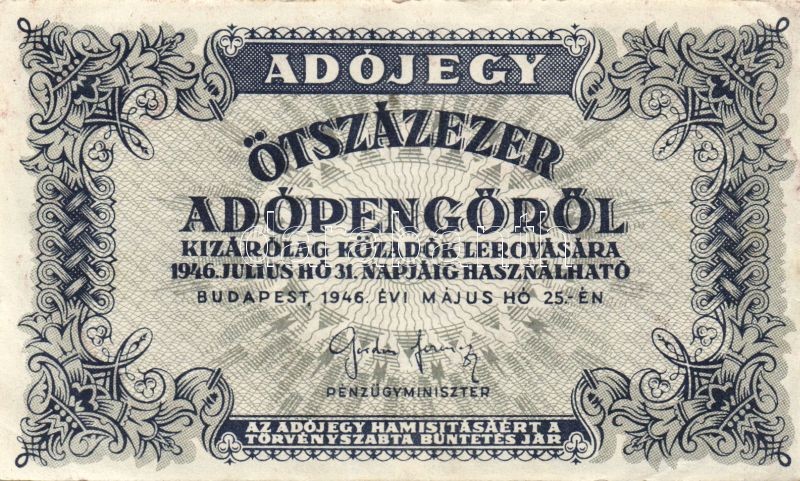 ADÓJEGY
ÖTSZÁZEZER
ADÓPENGŐRŐL
KIZÁRÓLAG KÖZADÓK LEROVÁSÁRA
1946. JULIUS HÓ 31. NAPJÁIG HASZNÁLHATÓ
BUDAPEST, 1946. ÉVI MÁJUS HÓ 25.-ÉN
PÉNZÜGYMINISZTER
AZ ADÓJEGY HAMISITÁSÁÉRT A
TÖRVÉNYSZABTA BÜNTETÉS JÁR